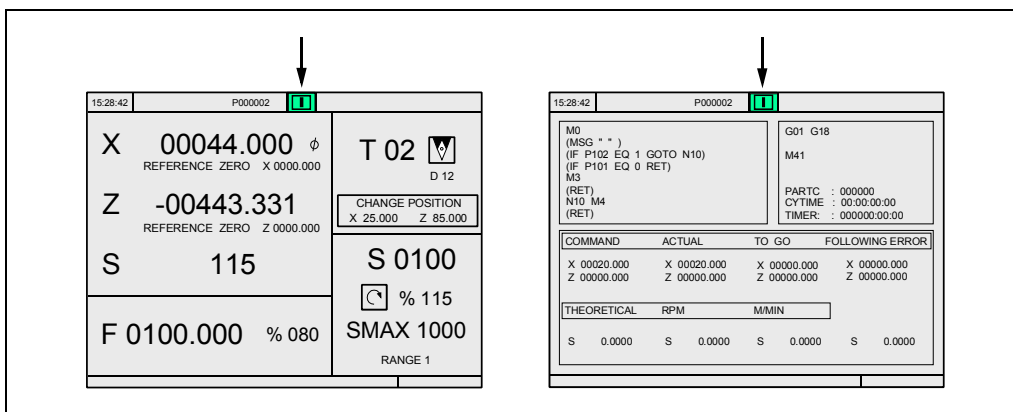 15:28:42 P000002
X 00044.000 ϕ
REFERENCE ZERO X 0000.000
Z -00443.331
REFERENCE ZERO Z 0000.000
S 115
F 0100.000 % 080
T 02
D 12
CHANGE POSITION
X 25.000 Z 85.000
S 0100
% 115
SMAX 1000
RANGE 1
15:28:42 P000002
M0
(MSG " " )
(IF P102 EQ 1 GOTO N10)
(IF P101 EQ 0 RET)
M3
(RET)
N10 M4
(RET)
G01 G18
M41
PARTC : 000000
CYTIME : 00:00:00:00
TIMER: : 000000:00:00
COMMAND ACTUAL TO GO FOLLOWING ERROR
X 00020.000 X 00020.000 X 00000.000 X 00000.000
Z 00000.000 Z 00000.000 Z 00000.000 Z 00000.000
THEORETICAL RPM M/MIN
S 0.0000 S 0.0000 S 0.0000 S 0.0000